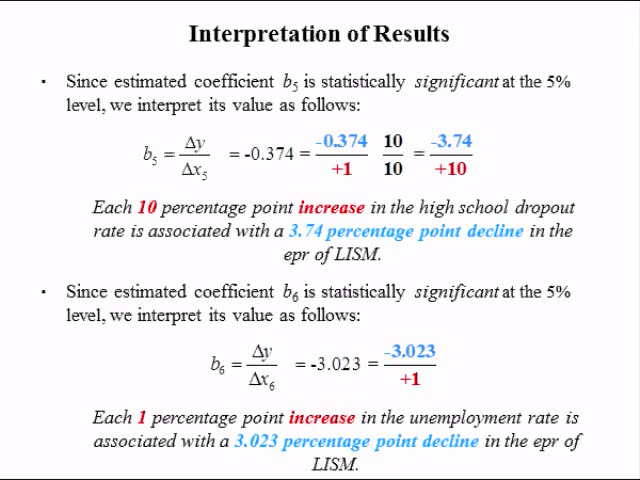 Interpretation of Results
· Since estimated coefficient b5 is statistically significant at the 5%
level, we interpret its value as follows:
b5 = Δy/Δx5 = -0.374 = -0.374/+1 10/10 = -3.74/+10
Each 10 percentage point increase in the high school dropout
rate is associated with a 3.74 percentage point decline in the
epr of LISM.
· Since estimated coefficient b6 is statistically significant at the 5%
level, we interpret its value as follows:
b6 = Δy/Δx6 = -3.023 = -3.023/+1
Each 1 percentage point increase in the unemployment rate is
associated with a 3.023 percentage point decline in the epr of
LISM.